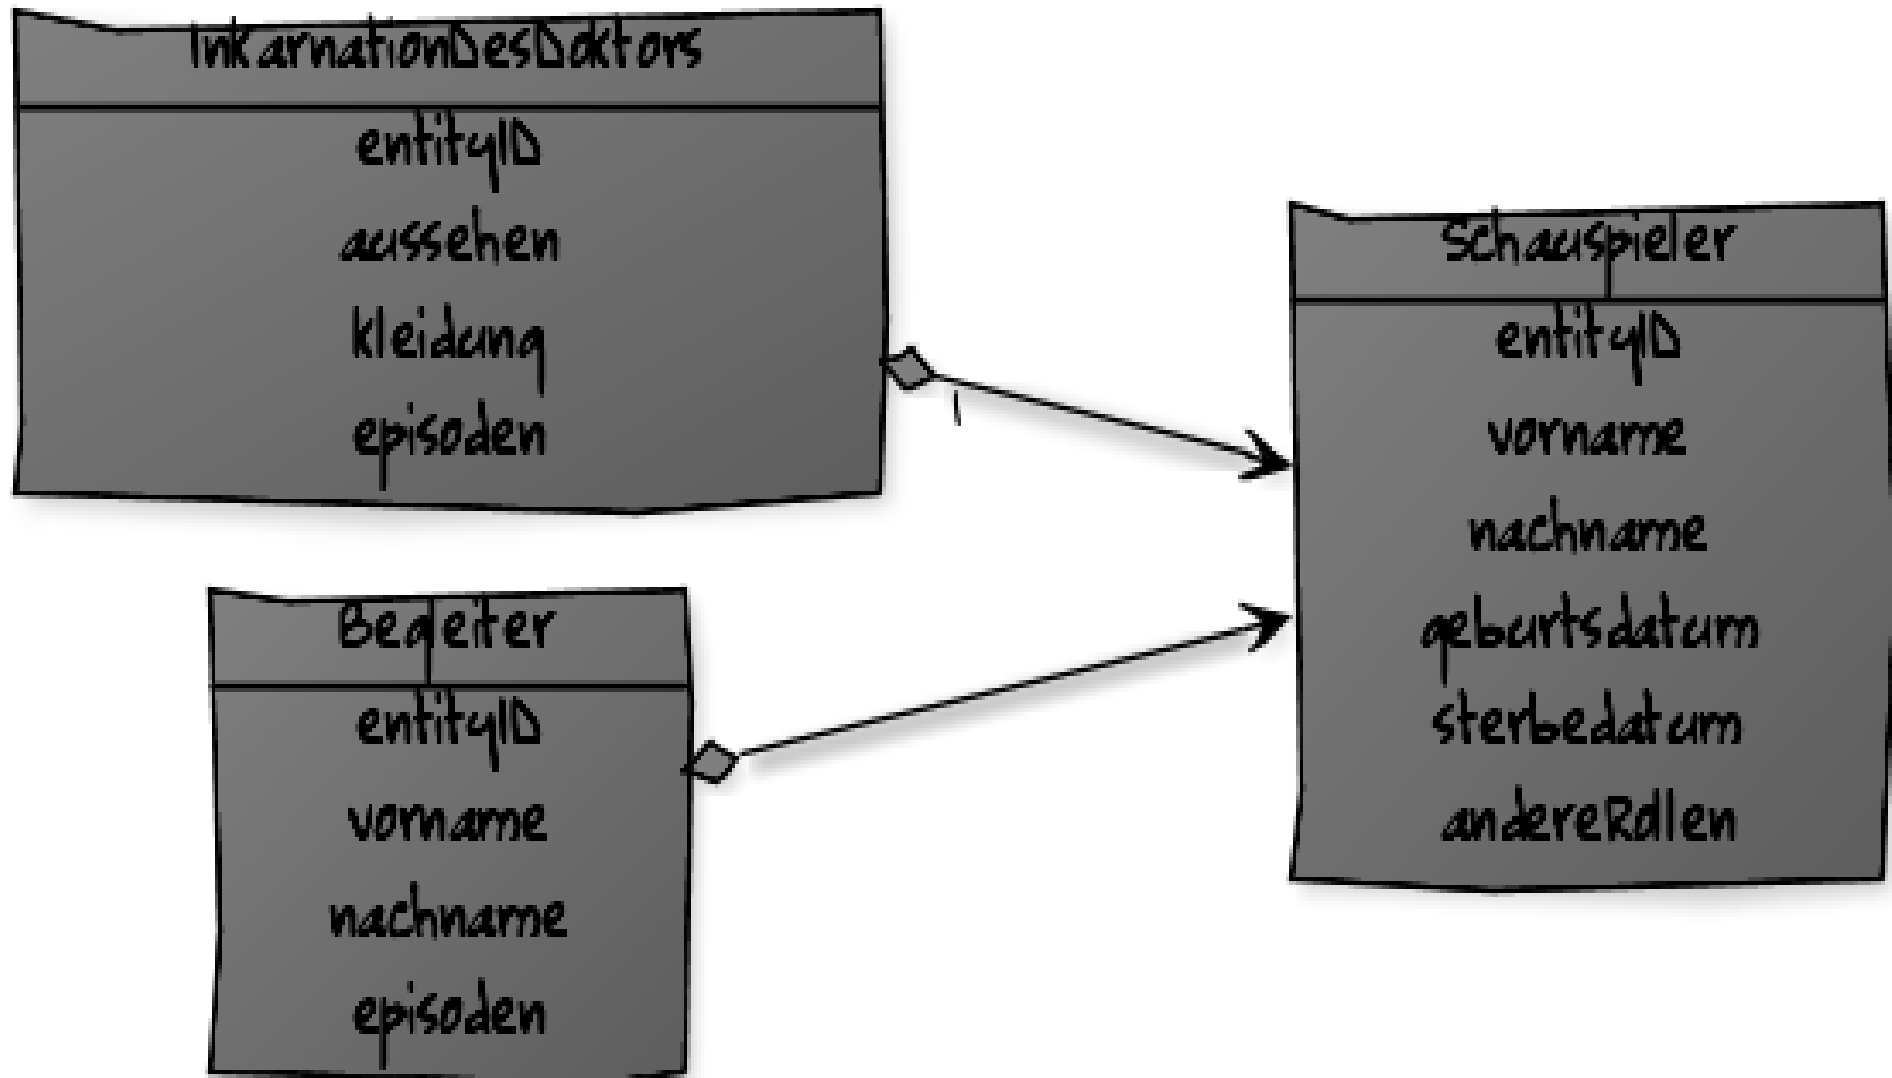 InkarnationDesDoktors
entityID
aussehen
kleidung
episoden
1
Begleiter
entityID
vorname
nachname
episoden
Schauspieler
entityID
vorname
nachname
geburtsdatum
sterbedatum
andereRollen